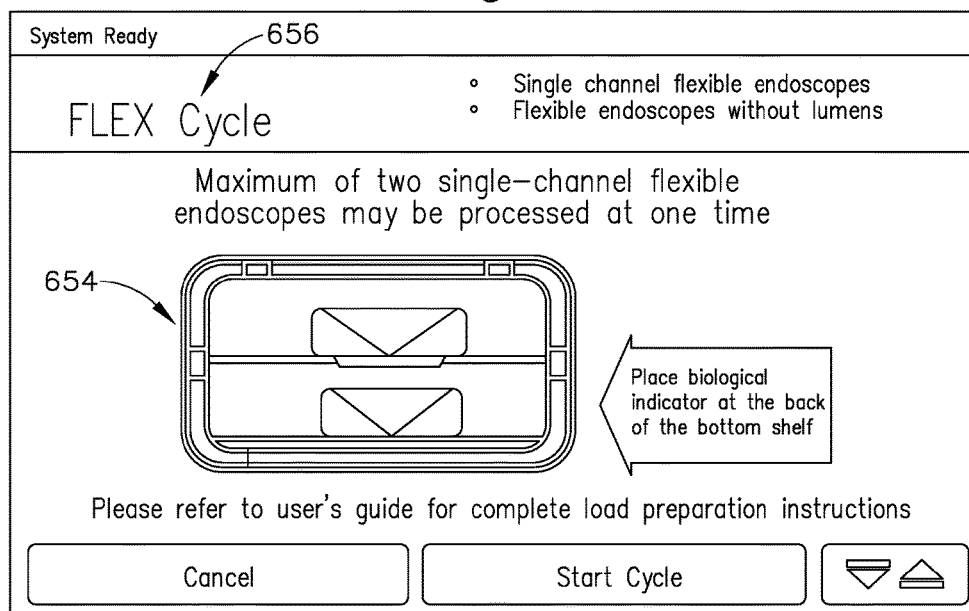 System Ready
656
FLEX Cycle
° Single channel flexible endoscopes
° Flexible endoscopes without lumens
Maximum of two single-channel flexible
endoscopes may be processed at one time
654
Place biological
indicator at the back
of the bottom shelf
Please refer to user's guide for complete load preparation instructions
Cancel
Start Cycle